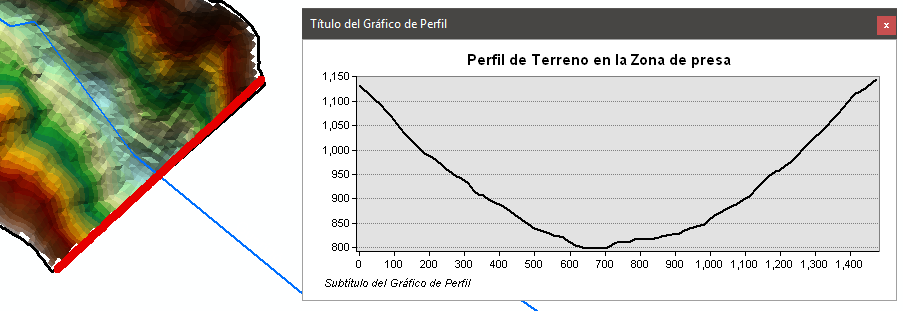 Título del Gráfico de Perfil
x
Perfil de Terreno en la Zona de presa
1,150
1,100
1,050
1,000
950
900
850
800
0 100 200 300 400 500 600 700 800 900 1,000 1,100 1,200 1,300 1,400
Subtítulo del Gráfico de Perfil